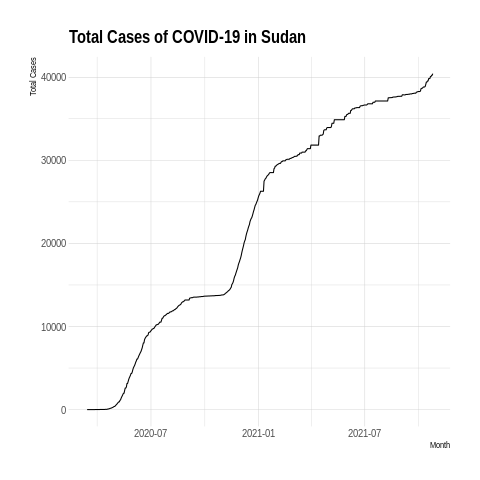 Total Cases of COVID-19 in Sudan
Total Cases
40000
30000
20000
10000
0
2020-07
2021-01
2021-07
Month